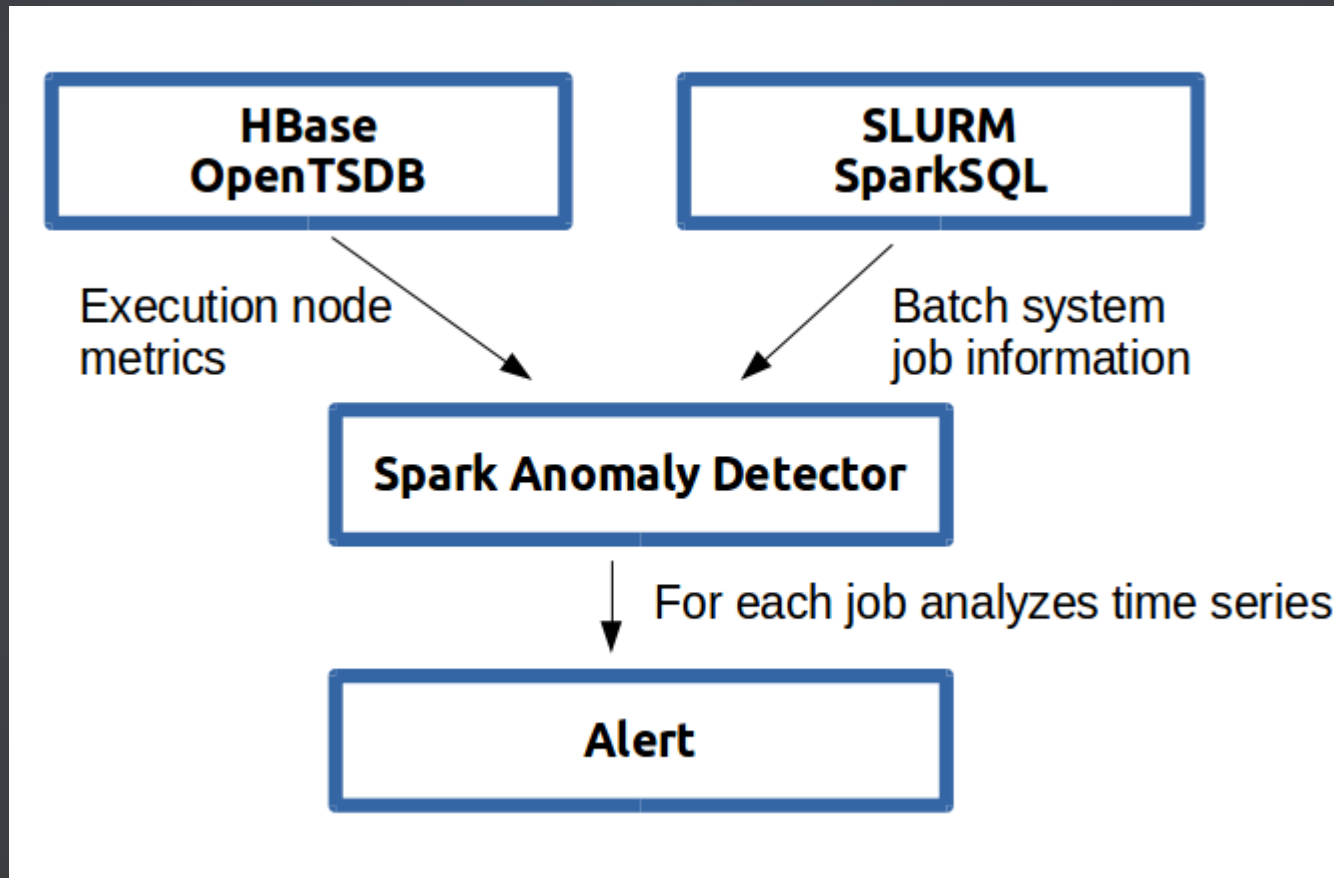 HBase
OpenTSDB
SLURM
SparkSQL
Execution node
metrics
Batch system
job information
Spark Anomaly Detector
For each job analyzes time series
Alert